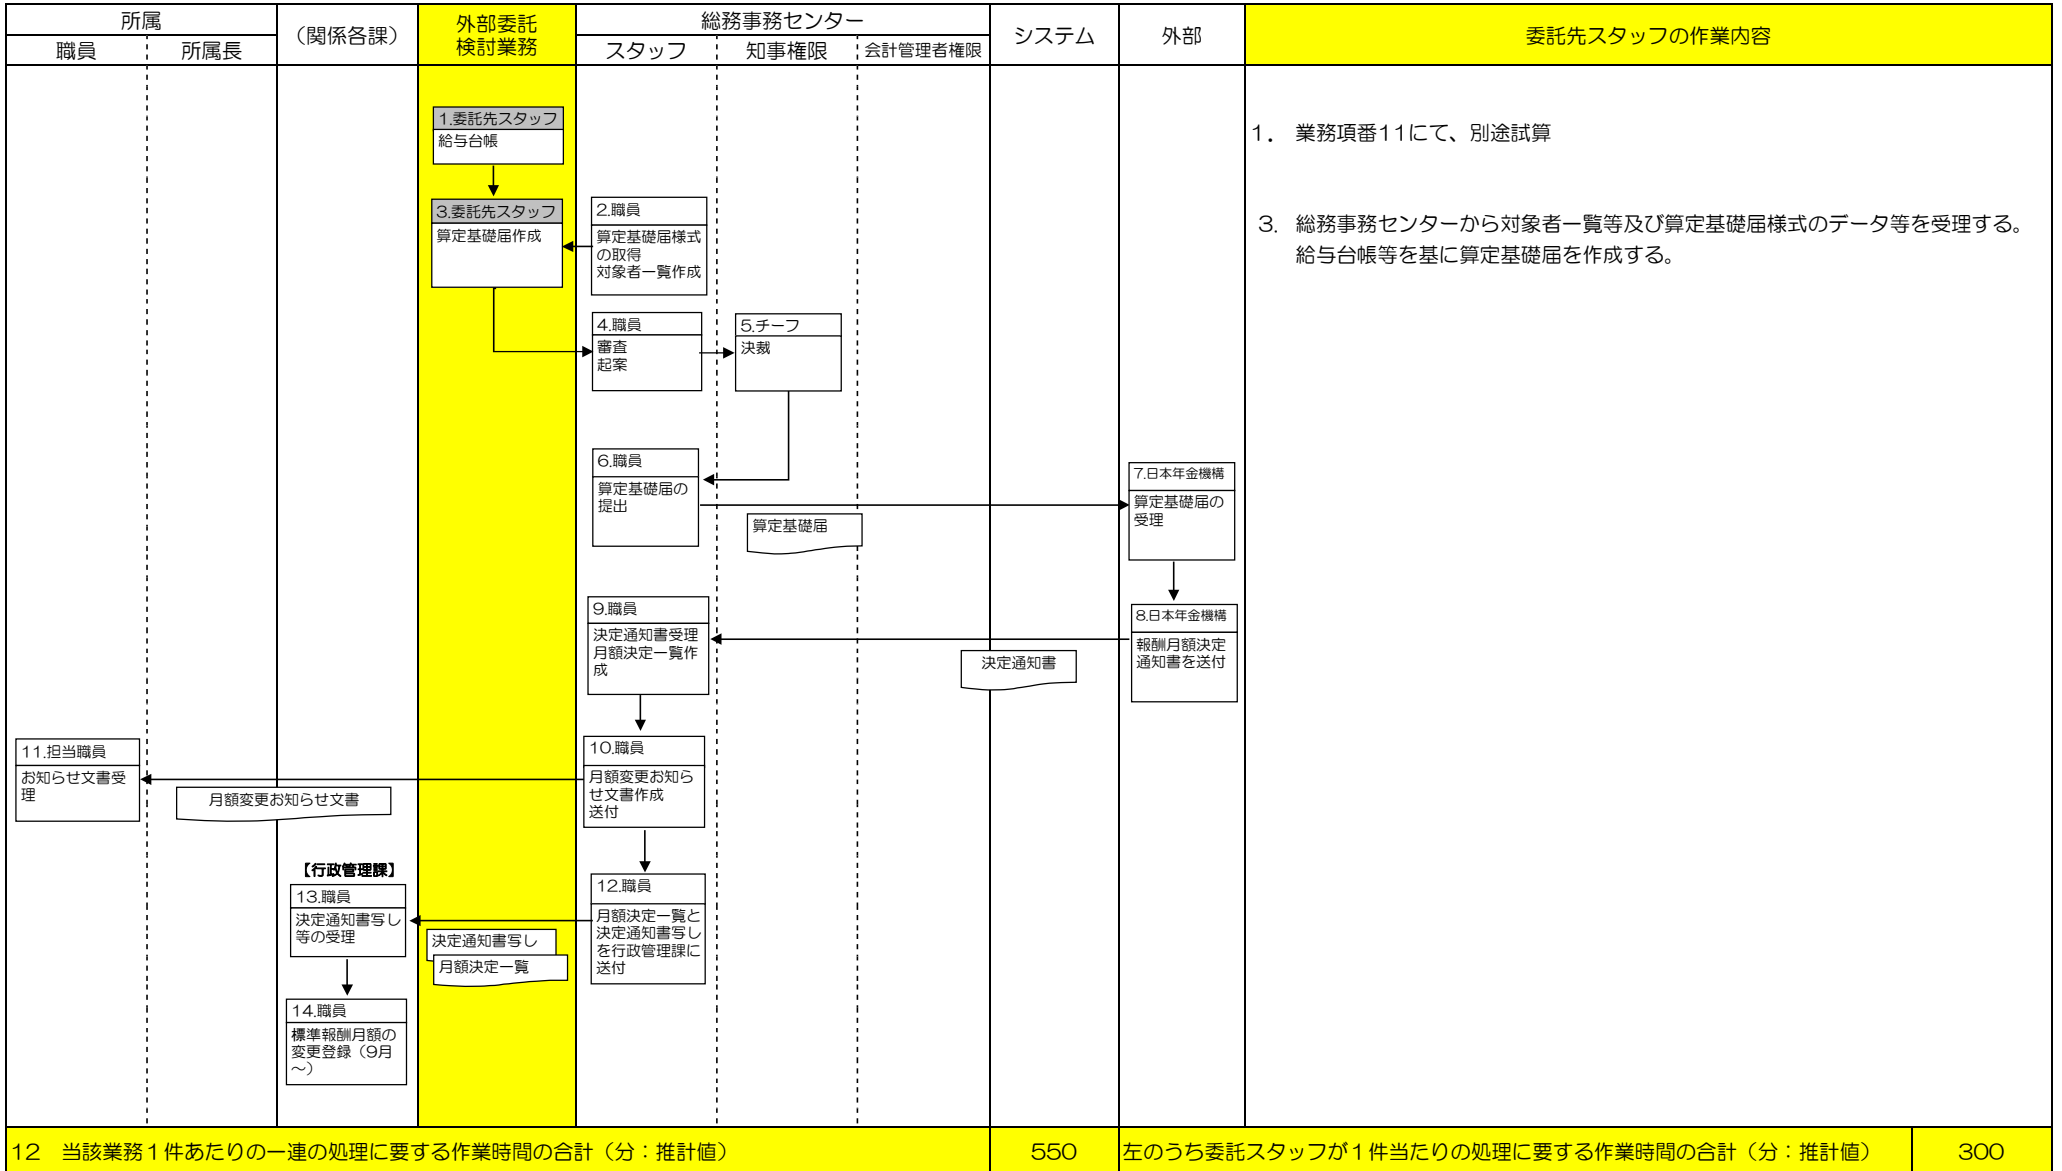 所属
職員
所属長
（関係各課）
外部委託
検討業務
総務事務センター
スタッフ
知事権限
会計管理者権限
システム
外部
委託先スタッフの作業内容
1.委託先スタッフ
給与台帳
1． 業務項番11にて、別途試算
3.委託先スタッフ
算定基礎届作成
2.職員
算定基礎届様式
の取得
対象者一覧作成
3． 総務事務センターから対象者一覧等及び算定基礎届様式のデータ等を受理する。
給与台帳等を基に算定基礎届を作成する。
4.職員
審査
起案
5.チーフ
決裁
6.職員
算定基礎届の
提出
算定基礎届
7.日本年金機構
算定基礎届の
受理
8.日本年金機構
報酬月額決定
通知書を送付
決定通知書
9.職員
決定通知書受理
月額決定一覧作
成
10.職員
月額変更お知ら
せ文書作成
送付
月額変更お知らせ文書
11.担当職員
お知らせ文書受
理
12.職員
月額決定一覧と
決定通知書写し
を行政管理課に
送付
決定通知書写し
月額決定一覧
【行政管理課】
13.職員
決定通知書写し
等の受理
14.職員
標準報酬月額の
変更登録（9月
～）
12 当該業務１件あたりの一連の処理に要する作業時間の合計（分：推計値）
550
左のうち委託スタッフが１件当たりの処理に要する作業時間の合計（分：推計値）
300